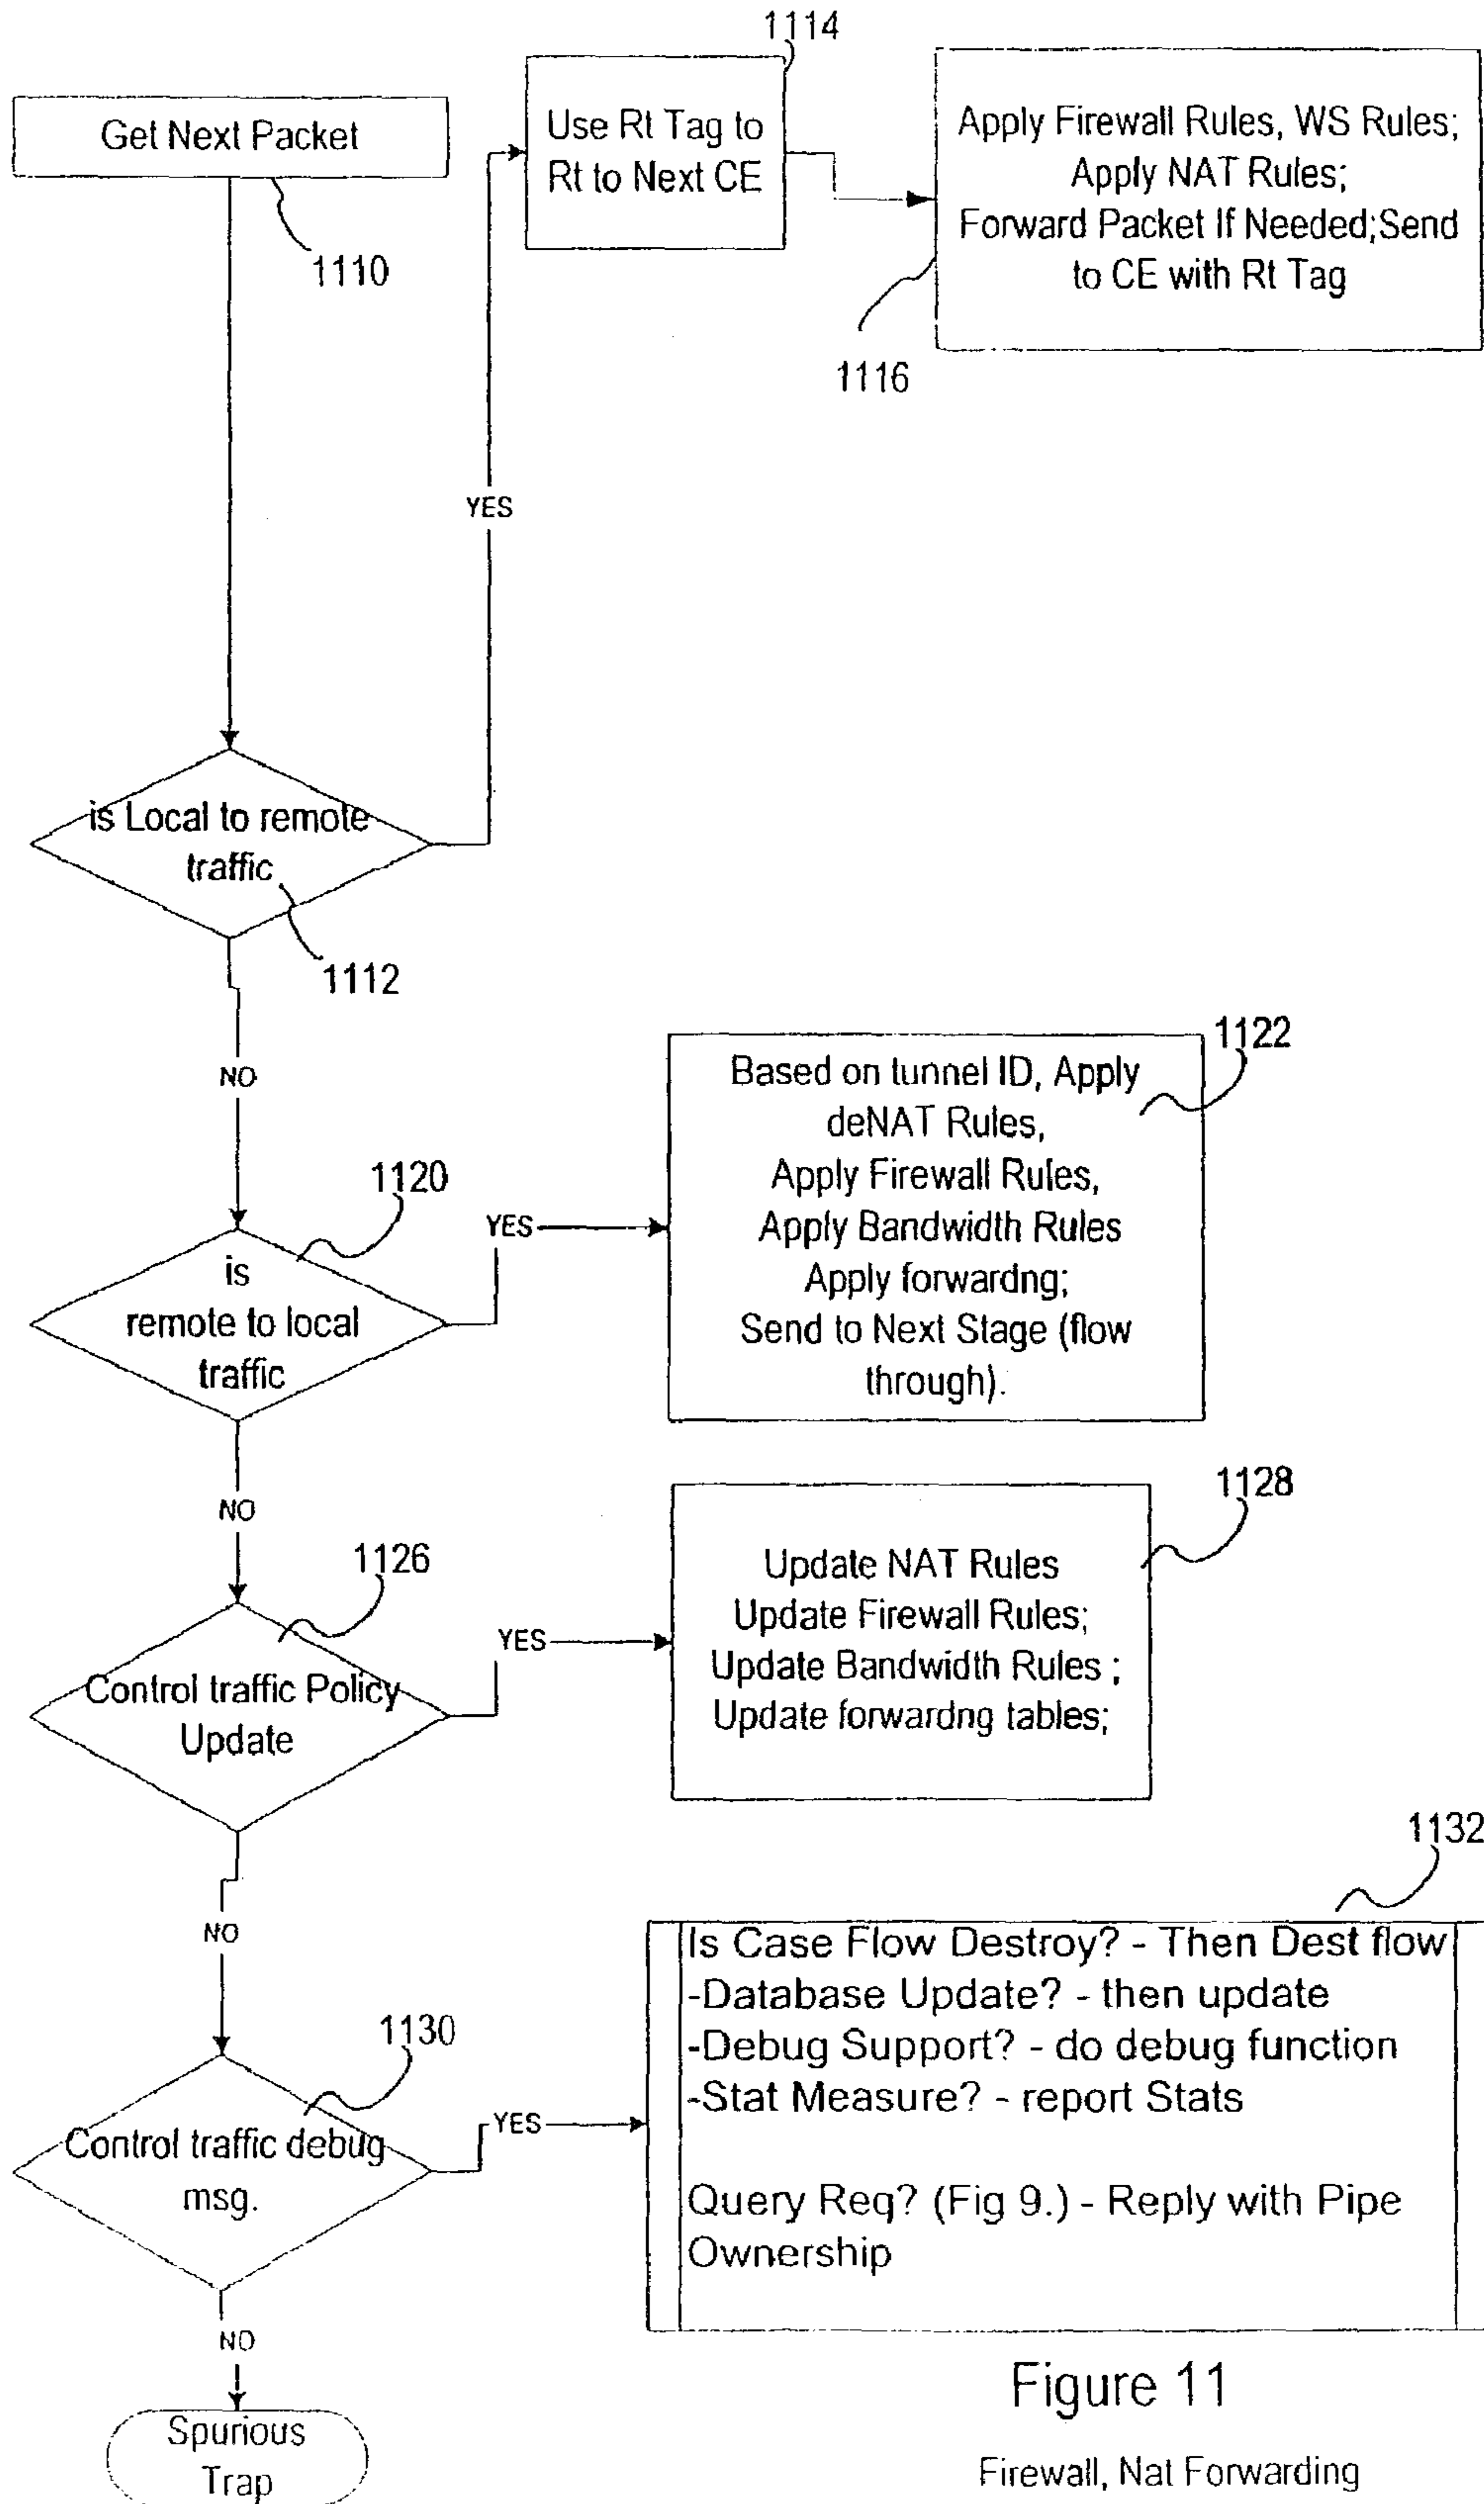 1114
Get Next Packet
1110
Use Rt Tag to
Rt to Next CE
Apply Firewall Rules, WS Rules;
Apply NAT Rules;
Forward Packet If Needed;Send
to CE with Rt Tag
1116
YES
is Local to remote
traffic
1112
NO
1122
Based on tunnel ID, Apply
deNAT Rules,
Apply Firewall Rules,
Apply Bandwidth Rules
Apply forwardng;
Send to Next Stage (flow
through).
1120
YES
is
remote to local
traffic
NO
1128
1126
Update NAT Rules
Update Firewall Rules;
Update Bandwidth Rules ;
Update forwardng tables;
YES
Control traffic Policy
Update
NO
1132
Is Case Flow Destroy? - Then Dest flow
-Database Update? - then update
-Debug Support? - do debug function
-Stat Measure? - report Stats
Query Req? (Fig 9.) - Reply with Pipe
Ownership
1130
YES
Control traffic debug
msg.
NO
Spurious
Trap
Figure 11
Firewall, Nat Forwarding